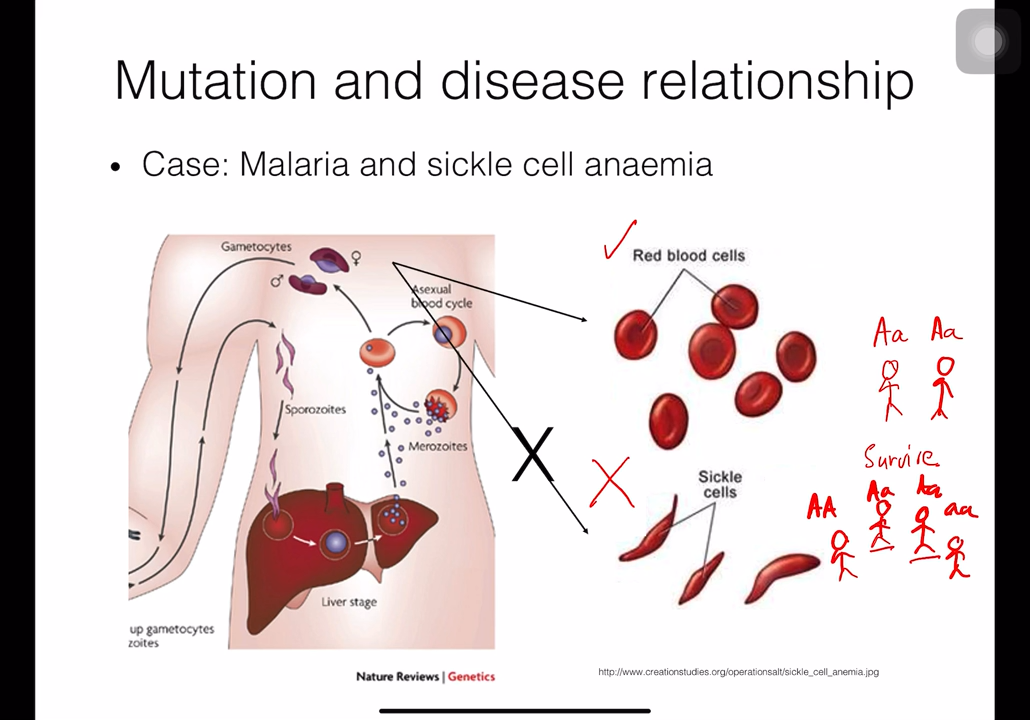 Mutation and disease relationship
• Case: Malaria and sickle cell anaemia
Gametocytes
♀
♂
Asexual
blood cycle
Sporozoites
Merozoites
Liver stage
up gametocytes
zoites
Nature Reviews | Genetics
✓
Red blood cells
X
X
Sickle
cells
Aa Aa
Survive
AA Aa Aa aa
http://www.creationstudies.org/operationsalt/sickle_cell_anemia.jpg